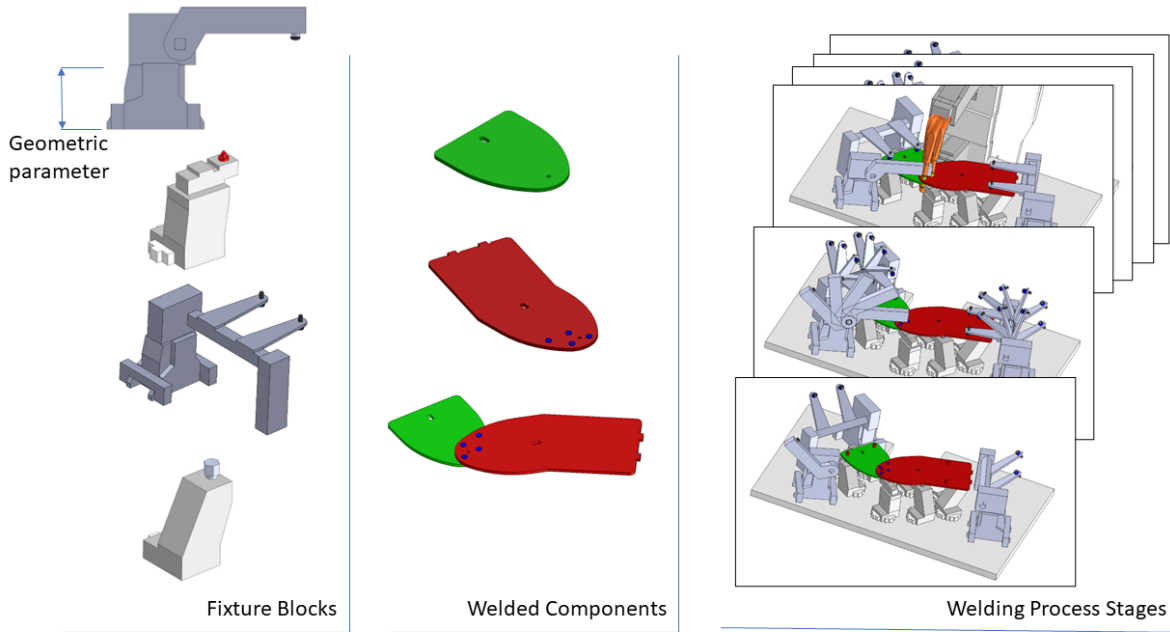 Geometric
parameter
Fixture Blocks
Welded Components
Welding Process Stages